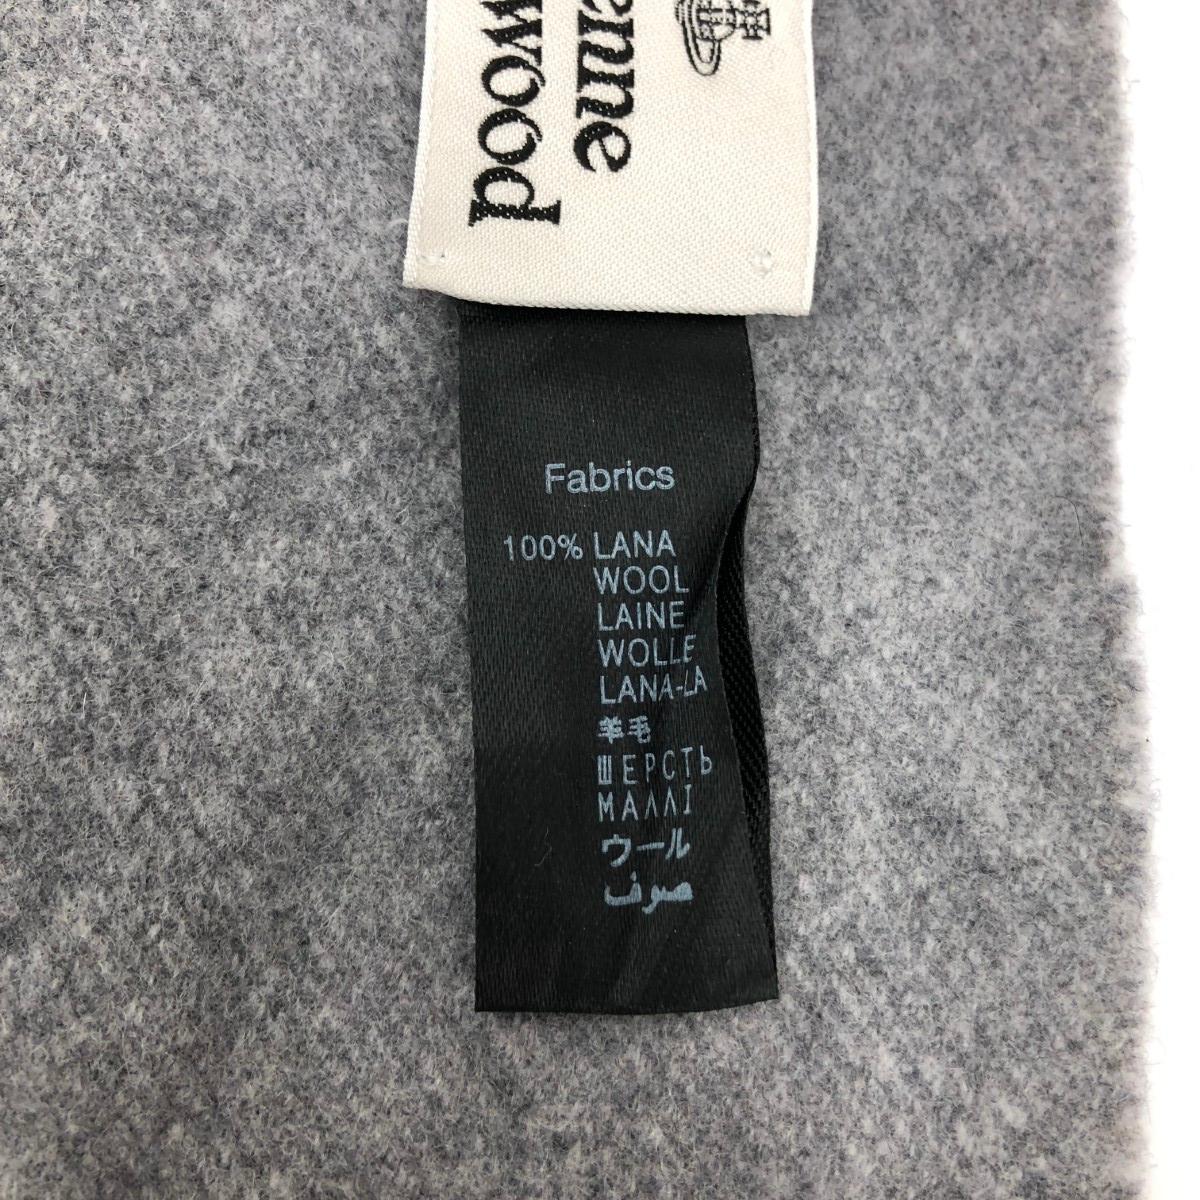 enne
wood
Fabrics
100% LANA
WOOL
LAINE
WOLLE
LANA-LA
羊毛
ШЕРСТЬ
ΜΑΛΛΙ
ウール
صوف